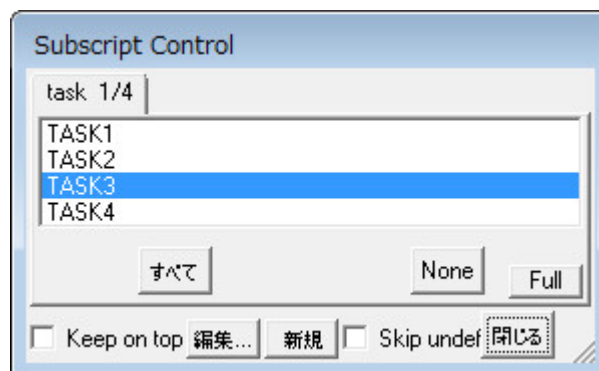 Subscript Control
task 1/4
TASK1
TASK2
TASK3
TASK4
すべて None Full
Keep on top 編集... 新規 Skip undef 閉じる